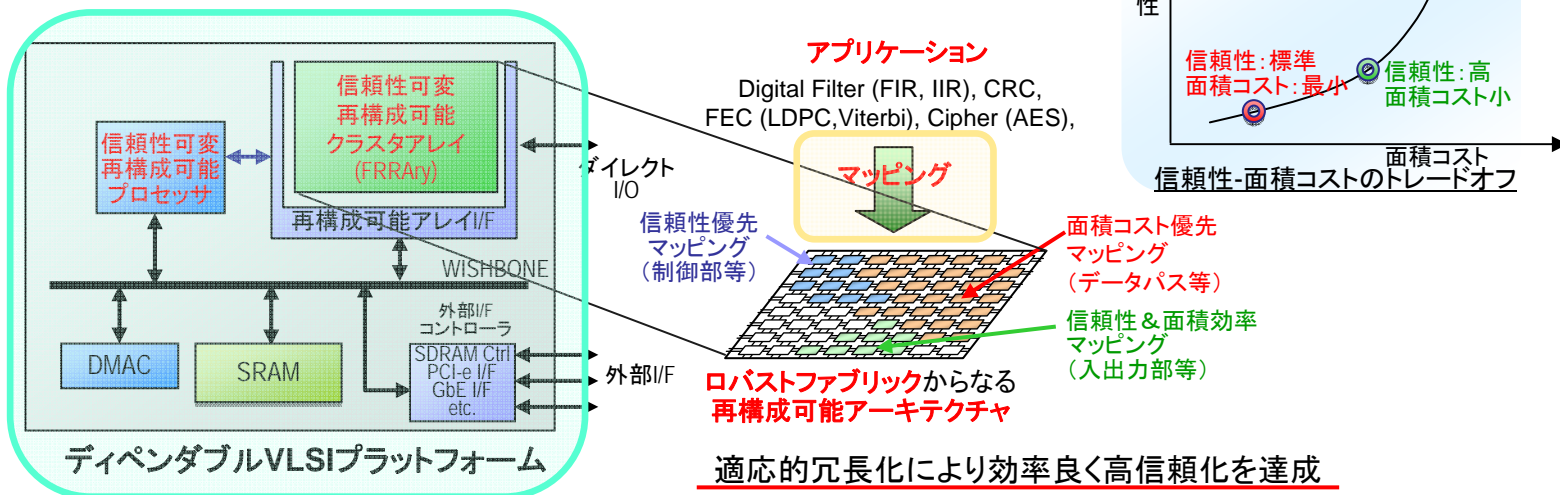 性
信頼性：標準
面積コスト：最小
信頼性：高
面積コスト小
面積コスト
信頼性-面積コストのトレードオフ
信頼性可変
再構成可能
クラスタアレイ
(FRRAry)
信頼性可変
再構成可能
プロセッサ
再構成可能アレイI/F
ダイレクト
I/O
WISHBONE
外部I/F
コントローラ
DMAC
SRAM
SDRAM Ctrl
PCI-e I/F
GbE I/F
etc.
外部I/F
ディペンダブルVLSIプラットフォーム
アプリケーション
Digital Filter (FIR, IIR), CRC,
FEC (LDPC,Viterbi), Cipher (AES),
マッピング
信頼性優先
マッピング
（制御部等）
面積コスト優先
マッピング
（データパス等）
信頼性＆面積効率
マッピング
（入出力部等）
ロバストファブリックからなる
再構成可能アーキテクチャ
適応的冗長化により効率良く高信頼化を達成